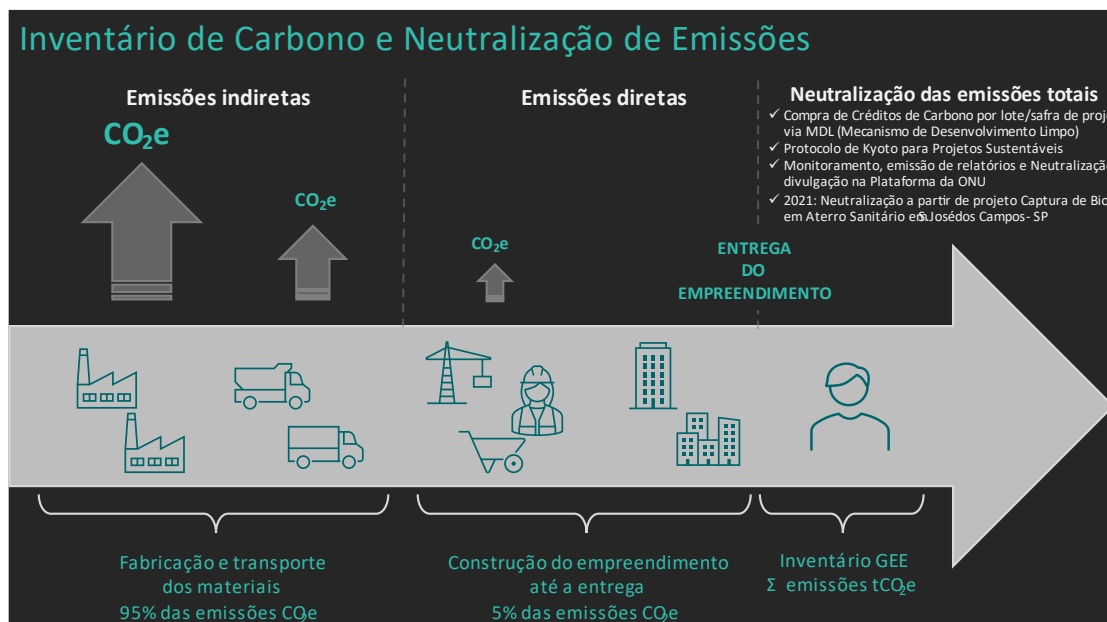 Inventário de Carbono e Neutralização de Emissões
Emissões indiretas
CO₂e
CO₂e
Emissões diretas
CO₂e
ENTREGA
DO
EMPREENDIMENTO
Neutralização das emissões totais
✓ Compra de Créditos de Carbono por lote/safra de proje
via MDL (Mecanismo de Desenvolvimento Limpo)
✓ Protocolo de Kyoto para Projetos Sustentáveis
✓ Monitoramento, emissão de relatórios e Neutralização
divulgação na Plataforma da ONU
✓ 2021: Neutralização a partir de projeto Captura de Bio
em Aterro Sanitário em S. José dos Campos - SP
Fabricação e transporte
dos materiais
95% das emissões CO₂e
Construção do empreendimento
até a entrega
5% das emissões CO₂e
Inventário GEE
Σ emissões tCO₂e